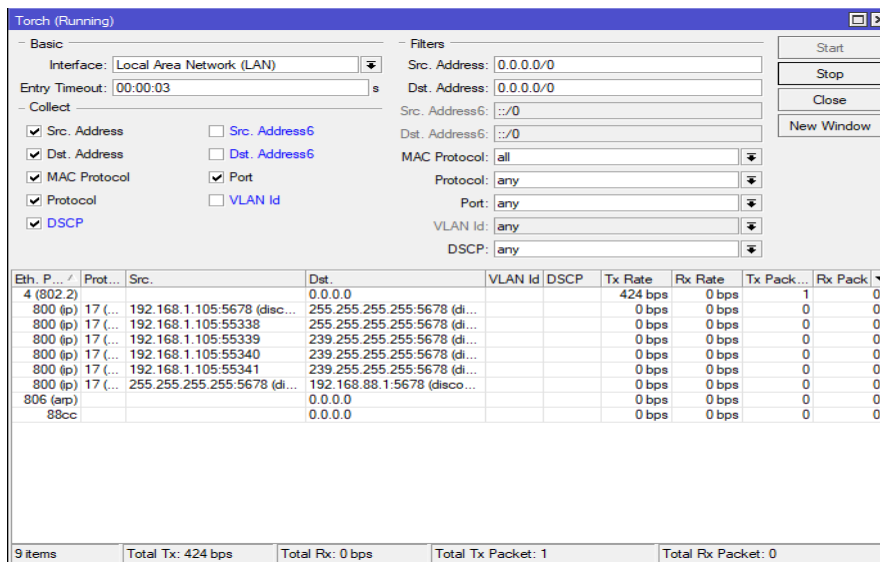 Torch (Running)
Basic
Interface: Local Area Network (LAN)
Entry Timeout: 00:00:03 s
Collect
Src. Address
Src. Address6
Dst. Address
Dst. Address6
MAC Protocol
Port
Protocol
VLAN Id
DSCP
Filters
Src. Address: 0.0.0.0/0
Dst. Address: 0.0.0.0/0
Src. Address6: ::/0
Dst. Address6: ::/0
MAC Protocol: all
Protocol: any
Port: any
VLAN Id: any
DSCP: any
Start
Stop
Close
New Window
Eth. P... Prot... Src. Dst. VLAN Id DSCP Tx Rate Rx Rate Tx Pack... Rx Pack
4 (802.2) 0.0.0.0 424 bps 0 bps 1 0
800 (ip) 17 (... 192.168.1.105:5678 (disc... 255.255.255.255:5678 (di... 0 bps 0 bps 0 0
800 (ip) 17 (... 192.168.1.105:55338 255.255.255.255:5678 (di... 0 bps 0 bps 0 0
800 (ip) 17 (... 192.168.1.105:55339 239.255.255.255:5678 (di... 0 bps 0 bps 0 0
800 (ip) 17 (... 192.168.1.105:55340 239.255.255.255:5678 (di... 0 bps 0 bps 0 0
800 (ip) 17 (... 192.168.1.105:55341 239.255.255.255:5678 (di... 0 bps 0 bps 0 0
800 (ip) 17 (... 255.255.255.255:5678 (di... 192.168.88.1:5678 (disco... 0 bps 0 bps 0 0
806 (arp) 0.0.0.0 0 bps 0 bps 0 0
88cc 0.0.0.0 0 bps 0 bps 0 0
9 items Total Tx: 424 bps Total Rx: 0 bps Total Tx Packet: 1 Total Rx Packet: 0